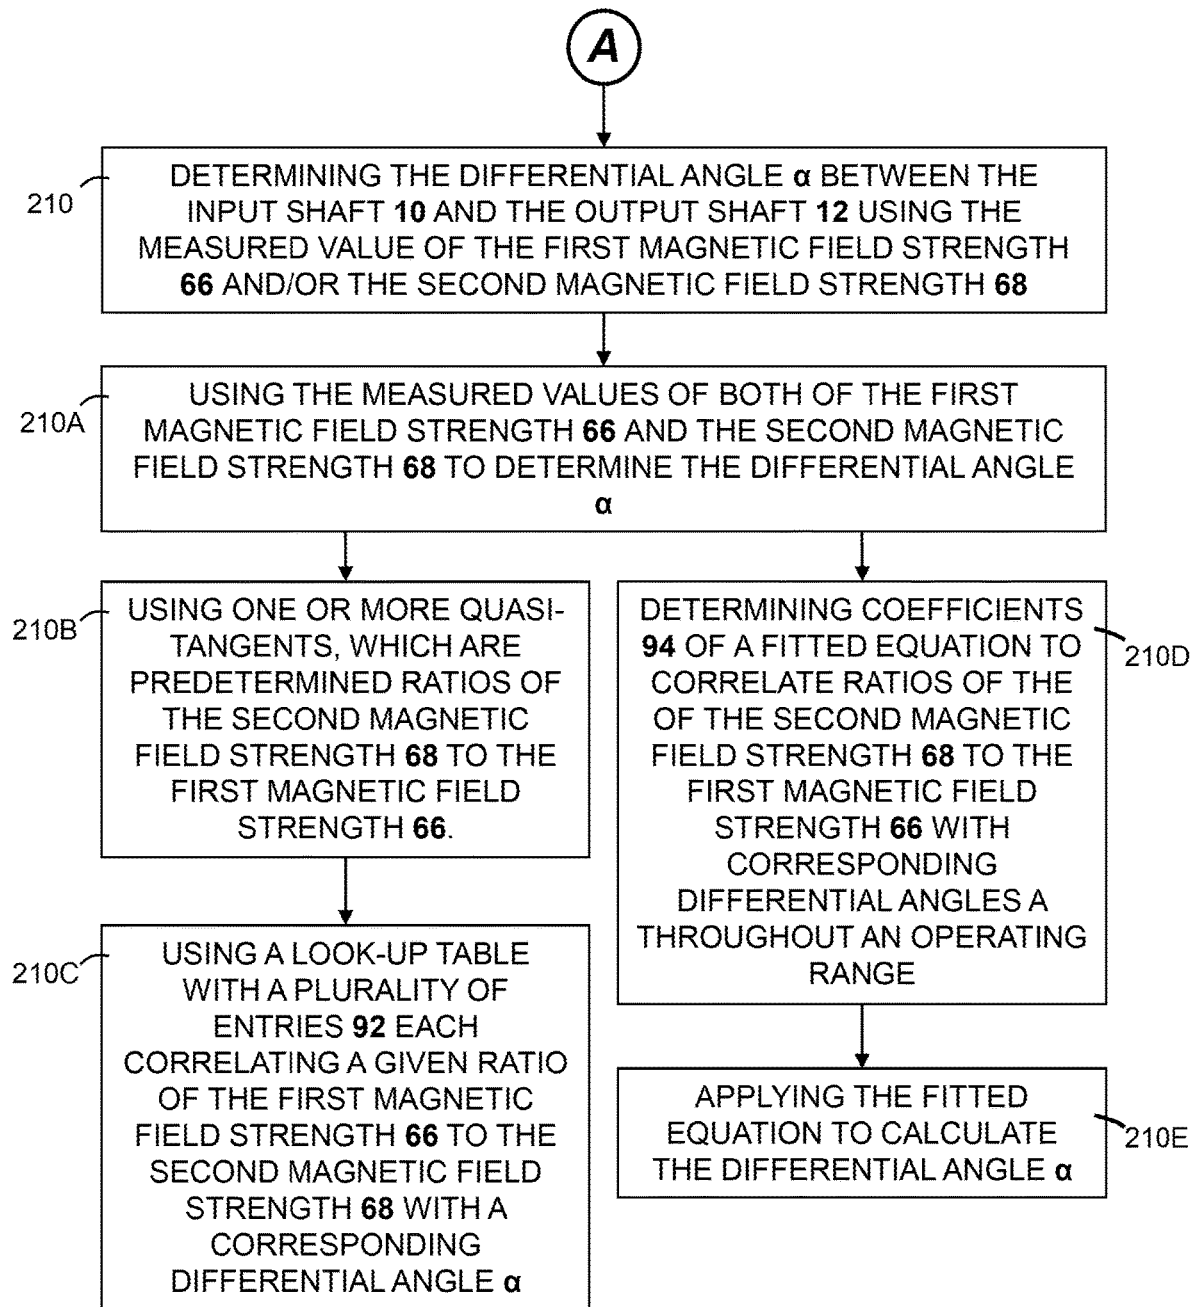 A
210
DETERMINING THE DIFFERENTIAL ANGLE α BETWEEN THE
INPUT SHAFT 10 AND THE OUTPUT SHAFT 12 USING THE
MEASURED VALUE OF THE FIRST MAGNETIC FIELD STRENGTH
66 AND/OR THE SECOND MAGNETIC FIELD STRENGTH 68
210A
USING THE MEASURED VALUES OF BOTH OF THE FIRST
MAGNETIC FIELD STRENGTH 66 AND THE SECOND MAGNETIC
FIELD STRENGTH 68 TO DETERMINE THE DIFFERENTIAL ANGLE
α
210B
USING ONE OR MORE QUASI-
TANGENTS, WHICH ARE
PREDETERMINED RATIOS OF
THE SECOND MAGNETIC
FIELD STRENGTH 68 TO THE
FIRST MAGNETIC FIELD
STRENGTH 66.
210C
USING A LOOK-UP TABLE
WITH A PLURALITY OF
ENTRIES 92 EACH
CORRELATING A GIVEN RATIO
OF THE FIRST MAGNETIC
FIELD STRENGTH 66 TO THE
SECOND MAGNETIC FIELD
STRENGTH 68 WITH A
CORRESPONDING
DIFFERENTIAL ANGLE α
DETERMINING COEFFICIENTS
94 OF A FITTED EQUATION TO
CORRELATE RATIOS OF THE
OF THE SECOND MAGNETIC
FIELD STRENGTH 68 TO THE
FIRST MAGNETIC FIELD
STRENGTH 66 WITH
CORRESPONDING
DIFFERENTIAL ANGLES A
THROUGHOUT AN OPERATING
RANGE
210D
APPLYING THE FITTED
EQUATION TO CALCULATE
THE DIFFERENTIAL ANGLE α
210E